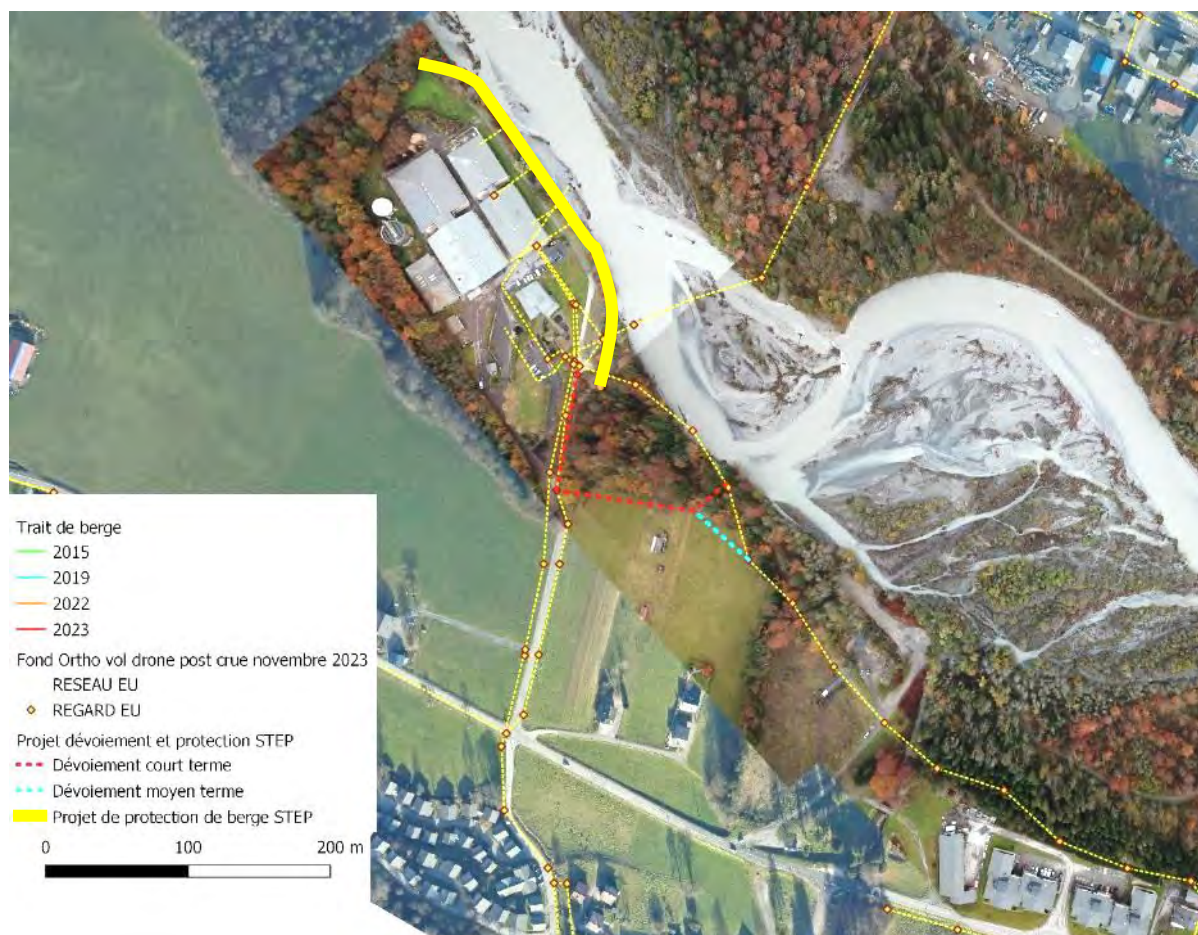 Trait de berge
2015
2019
2022
2023
Fond Ortho vol drone post crue novembre 2023
RESEAU EU
REGARD EU
Projet dévoiement et protection STEP
Dévoiement court terme
Dévoiement moyen terme
Projet de protection de berge STEP
0 100 200 m